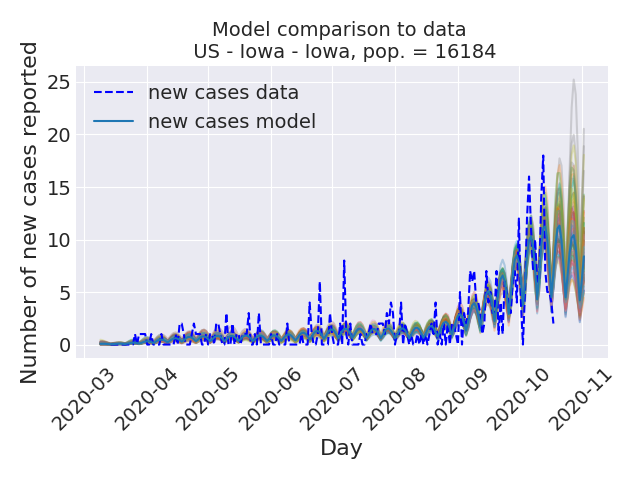 Model comparison to data
US - Iowa - Iowa, pop. = 16184
Number of new cases reported
25
20
15
10
5
0
new cases data
new cases model
2020-03
2020-04
2020-05
2020-06
2020-07
2020-08
2020-09
2020-10
2020-11
Day